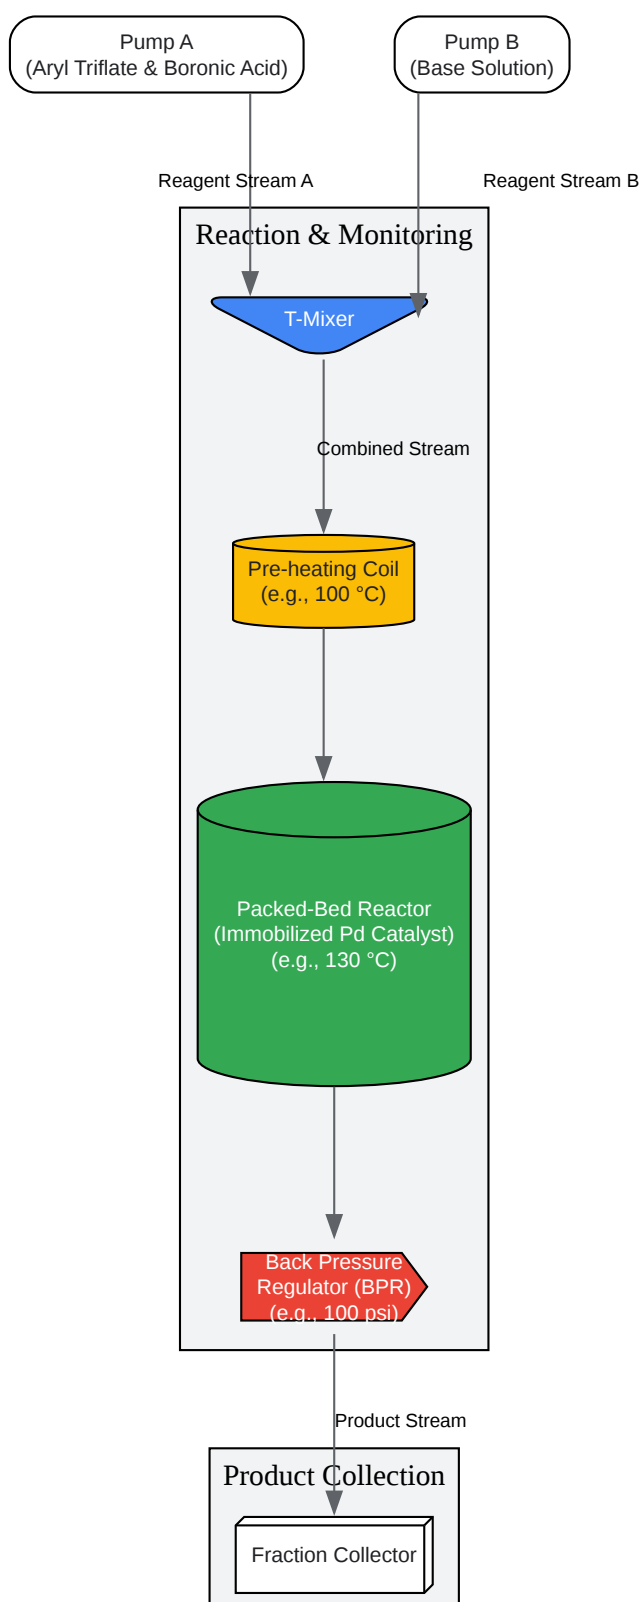 Pump A
(Aryl Triflate & Boronic Acid)
Pump B
(Base Solution)
Reagent Stream A
Reagent Stream B
Reaction & Monitoring
T-Mixer
Combined Stream
Pre-heating Coil
(e.g., 100 °C)
Packed-Bed Reactor
(Immobilized Pd Catalyst)
(e.g., 130 °C)
Back Pressure
Regulator (BPR)
(e.g., 100 psi)
Product Stream
Product Collection
Fraction Collector